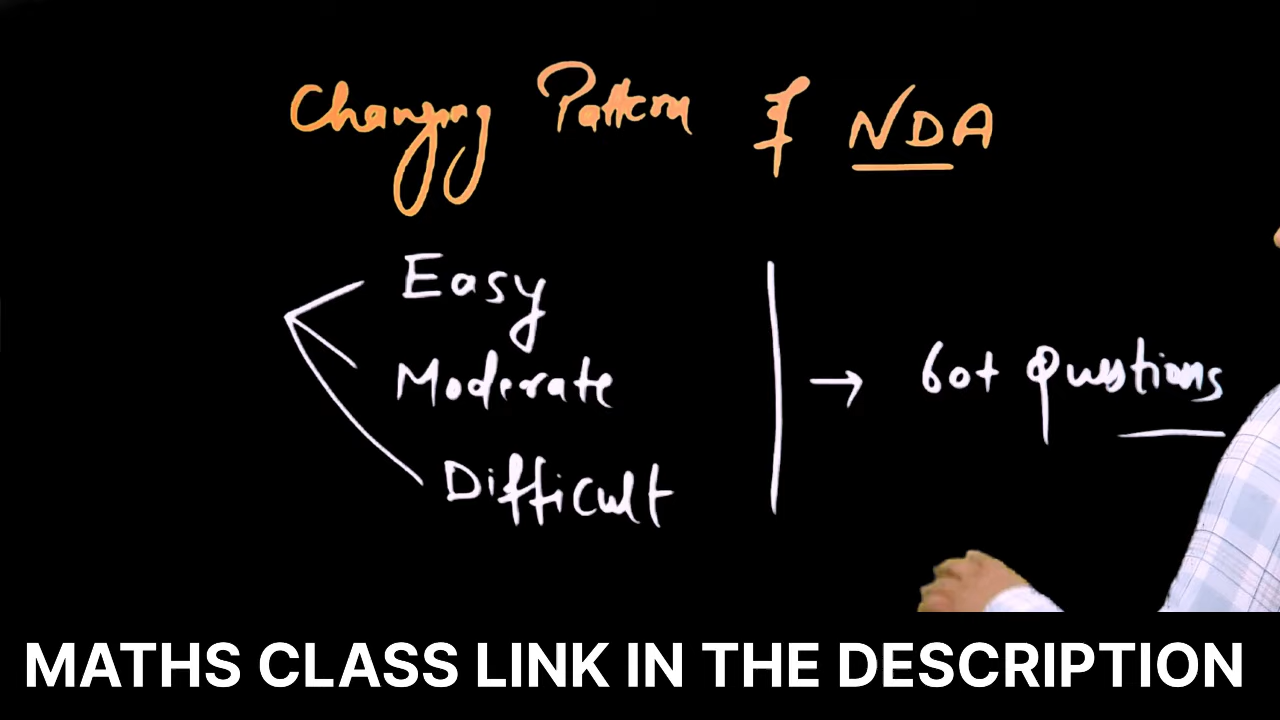 Changing Pattern of NDA
Easy
Moderate
Difficult
→ 60+ Questions
MATHS CLASS LINK IN THE DESCRIPTION